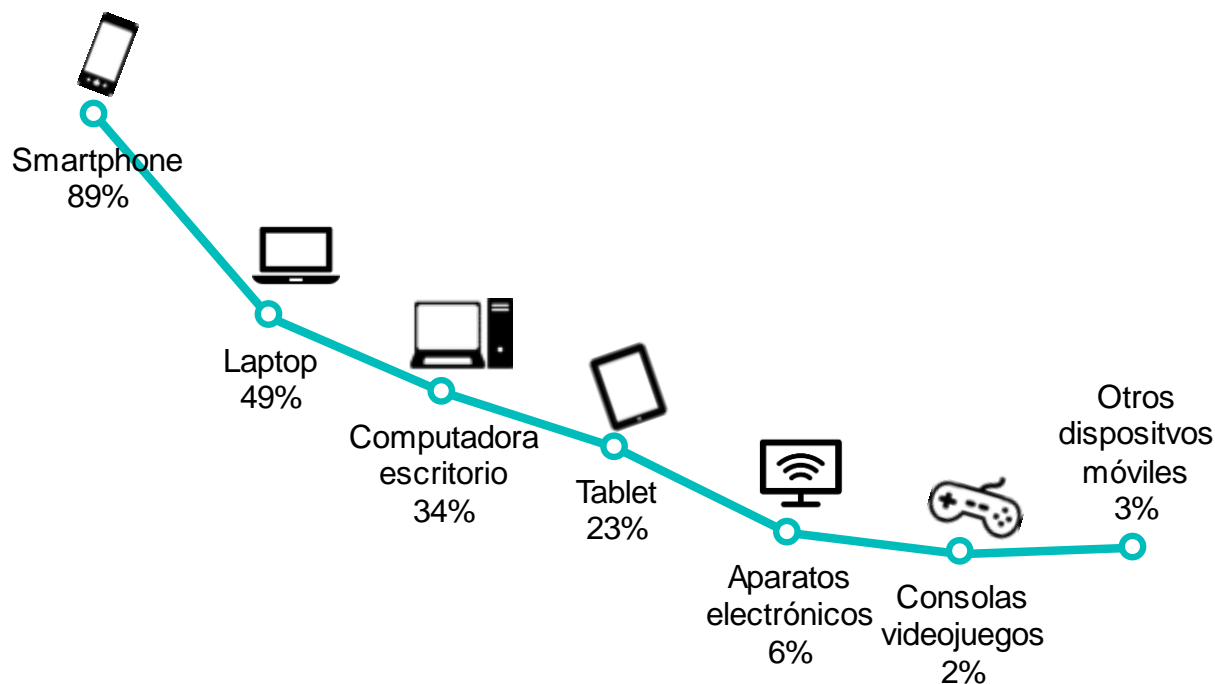 Smartphone
89%
Laptop
49%
Computadora
escritorio
34%
Tablet
23%
Aparatos
electrónicos
6%
Consolas
videojuegos
2%
Otros
dispositvos
móviles
3%